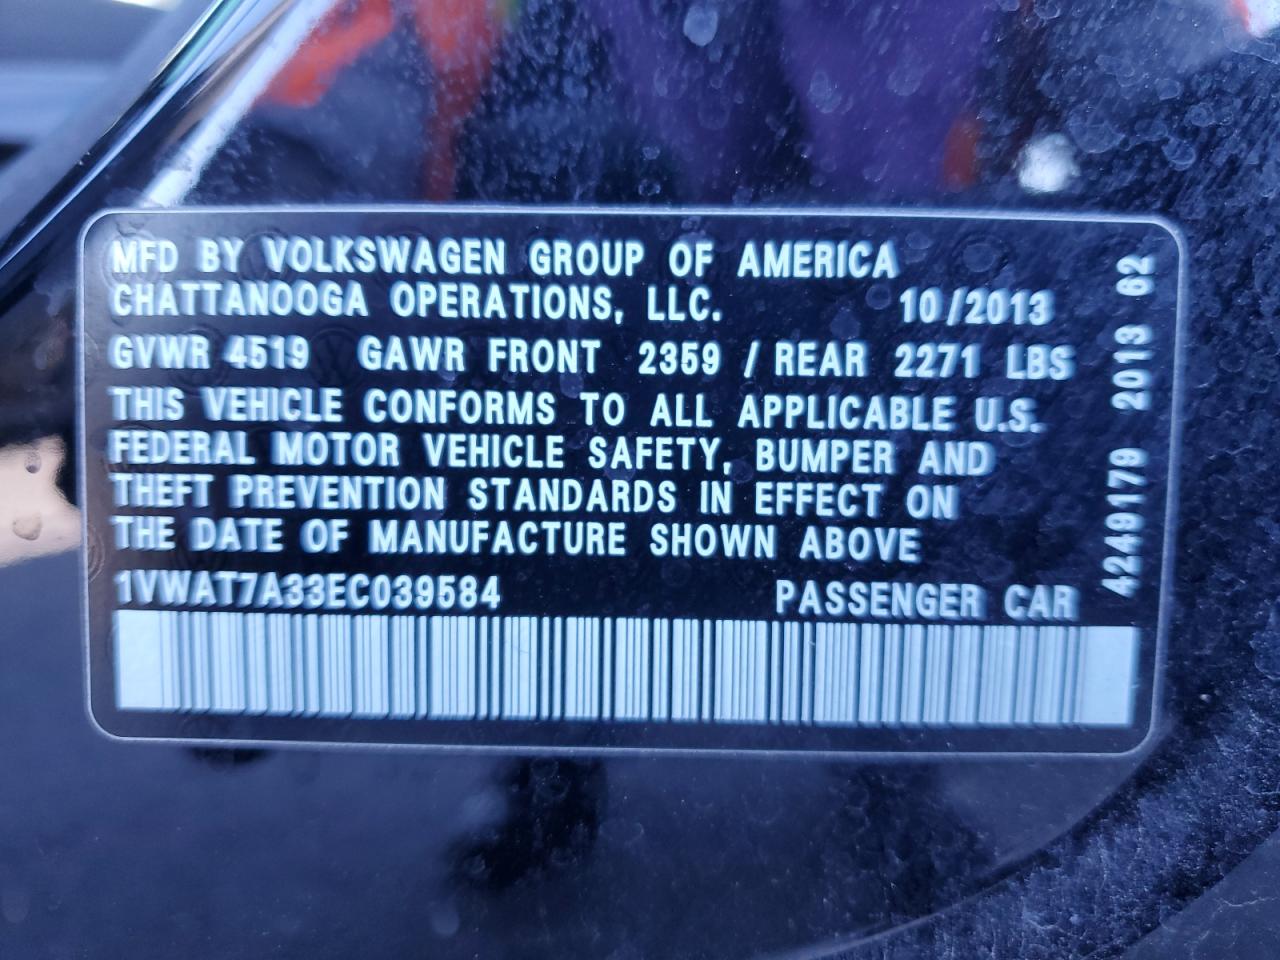 MFD BY VOLKSWAGEN GROUP OF AMERICA
CHATTANOOGA OPERATIONS, LLC. 10/2013
GVWR 4519 GAWR FRONT 2359 / REAR 2271 LBS
THIS VEHICLE CONFORMS TO ALL APPLICABLE U.S.
FEDERAL MOTOR VEHICLE SAFETY, BUMPER AND
THEFT PREVENTION STANDARDS IN EFFECT ON
THE DATE OF MANUFACTURE SHOWN ABOVE
1VWAT7A33EC039584 PASSENGER CAR
4249179 2013 62